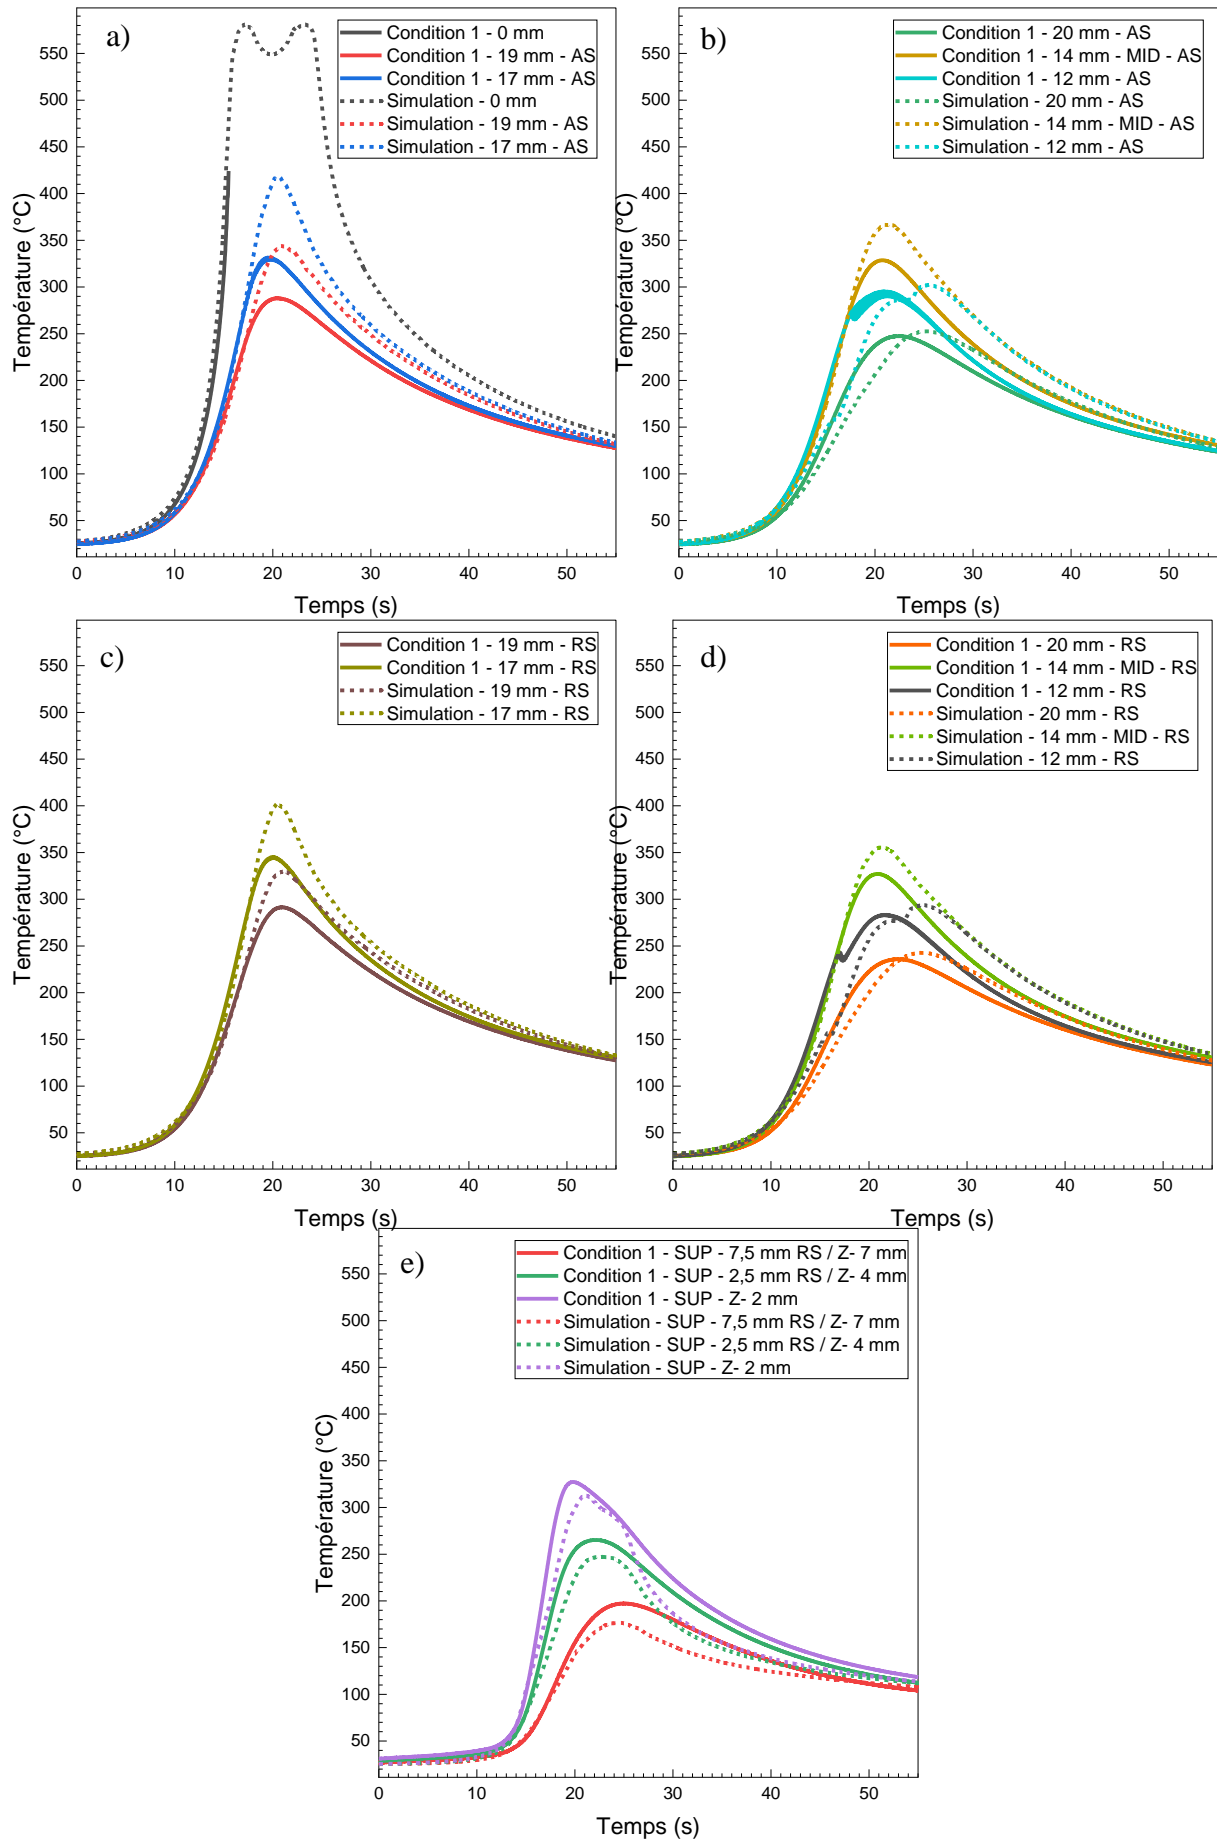 a)
Condition 1 - 0 mm
Condition 1 - 19 mm - AS
Condition 1 - 17 mm - AS
Simulation - 0 mm
Simulation - 19 mm - AS
Simulation - 17 mm - AS
550
500
450
400
350
300
250
200
150
100
50
Température (°C)
0 10 20 30 40 50
Temps (s)
b)
Condition 1 - 20 mm - AS
Condition 1 - 14 mm - MID - AS
Condition 1 - 12 mm - AS
Simulation - 20 mm - AS
Simulation - 14 mm - MID - AS
Simulation - 12 mm - AS
550
500
450
400
350
300
250
200
150
100
50
Température (°C)
0 10 20 30 40 50
Temps (s)
c)
Condition 1 - 19 mm - RS
Condition 1 - 17 mm - RS
Simulation - 19 mm - RS
Simulation - 17 mm - RS
550
500
450
400
350
300
250
200
150
100
50
Température (°C)
0 10 20 30 40 50
Temps (s)
d)
Condition 1 - 20 mm - RS
Condition 1 - 14 mm - MID - RS
Condition 1 - 12 mm - RS
Simulation - 20 mm - RS
Simulation - 14 mm - MID - RS
Simulation - 12 mm - RS
550
500
450
400
350
300
250
200
150
100
50
Température (°C)
0 10 20 30 40 50
Temps (s)
e)
Condition 1 - SUP - 7,5 mm RS / Z- 7 mm
Condition 1 - SUP - 2,5 mm RS / Z- 4 mm
Condition 1 - SUP - Z- 2 mm
Simulation - SUP - 7,5 mm RS / Z- 7 mm
Simulation - SUP - 2,5 mm RS / Z- 4 mm
Simulation - SUP - Z- 2 mm
550
500
450
400
350
300
250
200
150
100
50
Température (°C)
0 10 20 30 40 50
Temps (s)